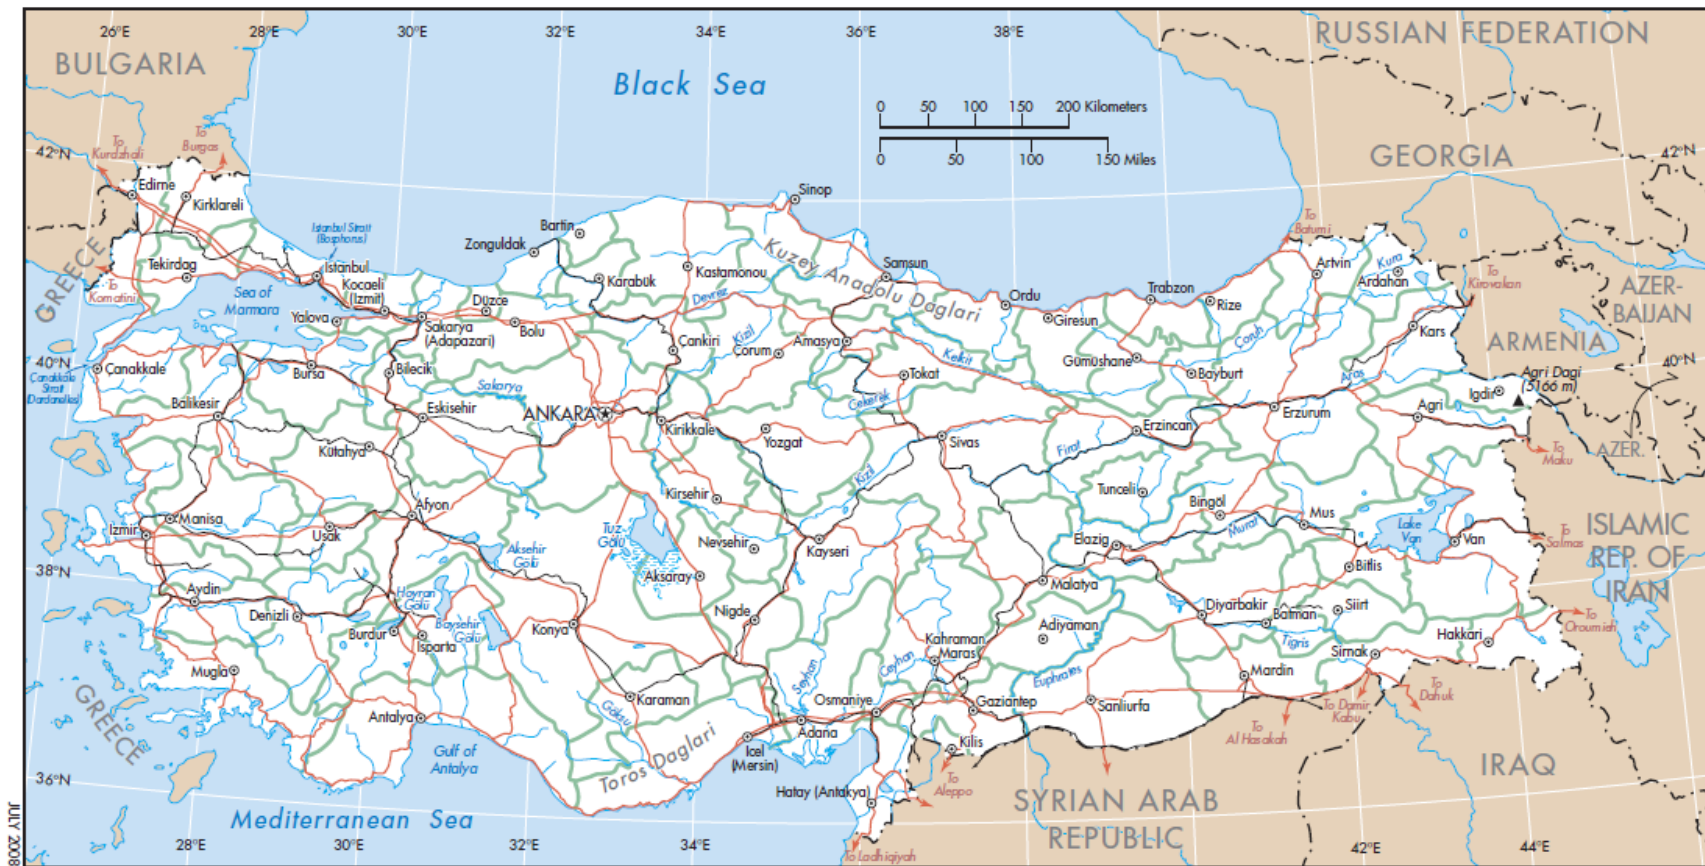 26°E
28°E
30°E
32°E
34°E
36°E
38°E
RUSSIAN FEDERATION
BULGARIA
Black Sea
0 50 100 150 200 Kilometers
0 50 100 150 Miles
To
Kurdzhali
To
Burgas
42°N
GEORGIA
42°N
Edirne
Kirklareli
Sinop
Istanbul Strait
(Bosphorus)
Bartin
Zonguldak
To
Batumi
GREECE
Tekirdag
Istanbul
Kocaeli
(Izmit)
Karabük
Kastamonou
Kuzey Anadolu Daglari
Samsun
Artvin
Kura
Ardahan
To
Kirovakan
To
Komotini
Sea of
Marmara
Yalova
Düzce
Devrez
Ordu
Trabzon
Rize
AZER-
BAIJAN
Sakarya
(Adapazari)
Bolu
Giresun
Kars
40°N
Çanakkale
Bursa
Bilecik
Cankiri
Kizil
Corum
Amasya
Kelkit
Gümüshane
Coruh
ARMENIA
40°N
Çanakkale
Strait
(Dardanelles)
Sakarya
Tokat
Bayburt
Aras
Agri Dagi
(5166 m)
Igdir
Balikesir
Eskisehir
ANKARA
Kirikkale
Cekerek
Yozgat
Sivas
Erzincan
Erzurum
Agri
Kütahya
Firat
To
Maku
AZER.
Kizil
Kirsehir
Tunceli
Bingöl
Mus
Manisa
Izmir
Usak
Afyon
Tuz
Gölü
Nevsehir
Kayseri
Elazig
Murat
Lake
Van
Van
To
Salmas
ISLAMIC
REP. OF
IRAN
Aksehir
Gölü
38°N
Aksaray
Malatya
Bitlis
Aydin
Denizli
Hoyran
Gölü
Burdur
Isparta
Baysehir
Gölü
Konya
Nigde
Adiyaman
Diyarbakir
Batman
Siirt
To
Oroumieh
Kahraman
Maras
Tigris
Sirnak
Hakkari
38°N
Mugla
Karaman
Seyhan
Ceyhan
Euphrates
Mardin
GREECE
Antalya
Göksu
Osmaniye
Gaziantep
Sanliurfa
To
Dahuk
To Damir
Kabu
Adana
To
Al Hasakah
Gulf of
Antalya
Toros Daglari
Icel
(Mersin)
Kilis
To
Aleppo
IRAQ
36°N
Hatay (Antakya)
SYRIAN ARAB
REPUBLIC
JULY 2008
Mediterranean Sea
28°E
30°E
32°E
34°E
To Ladhiqiyah
42°E
44°E